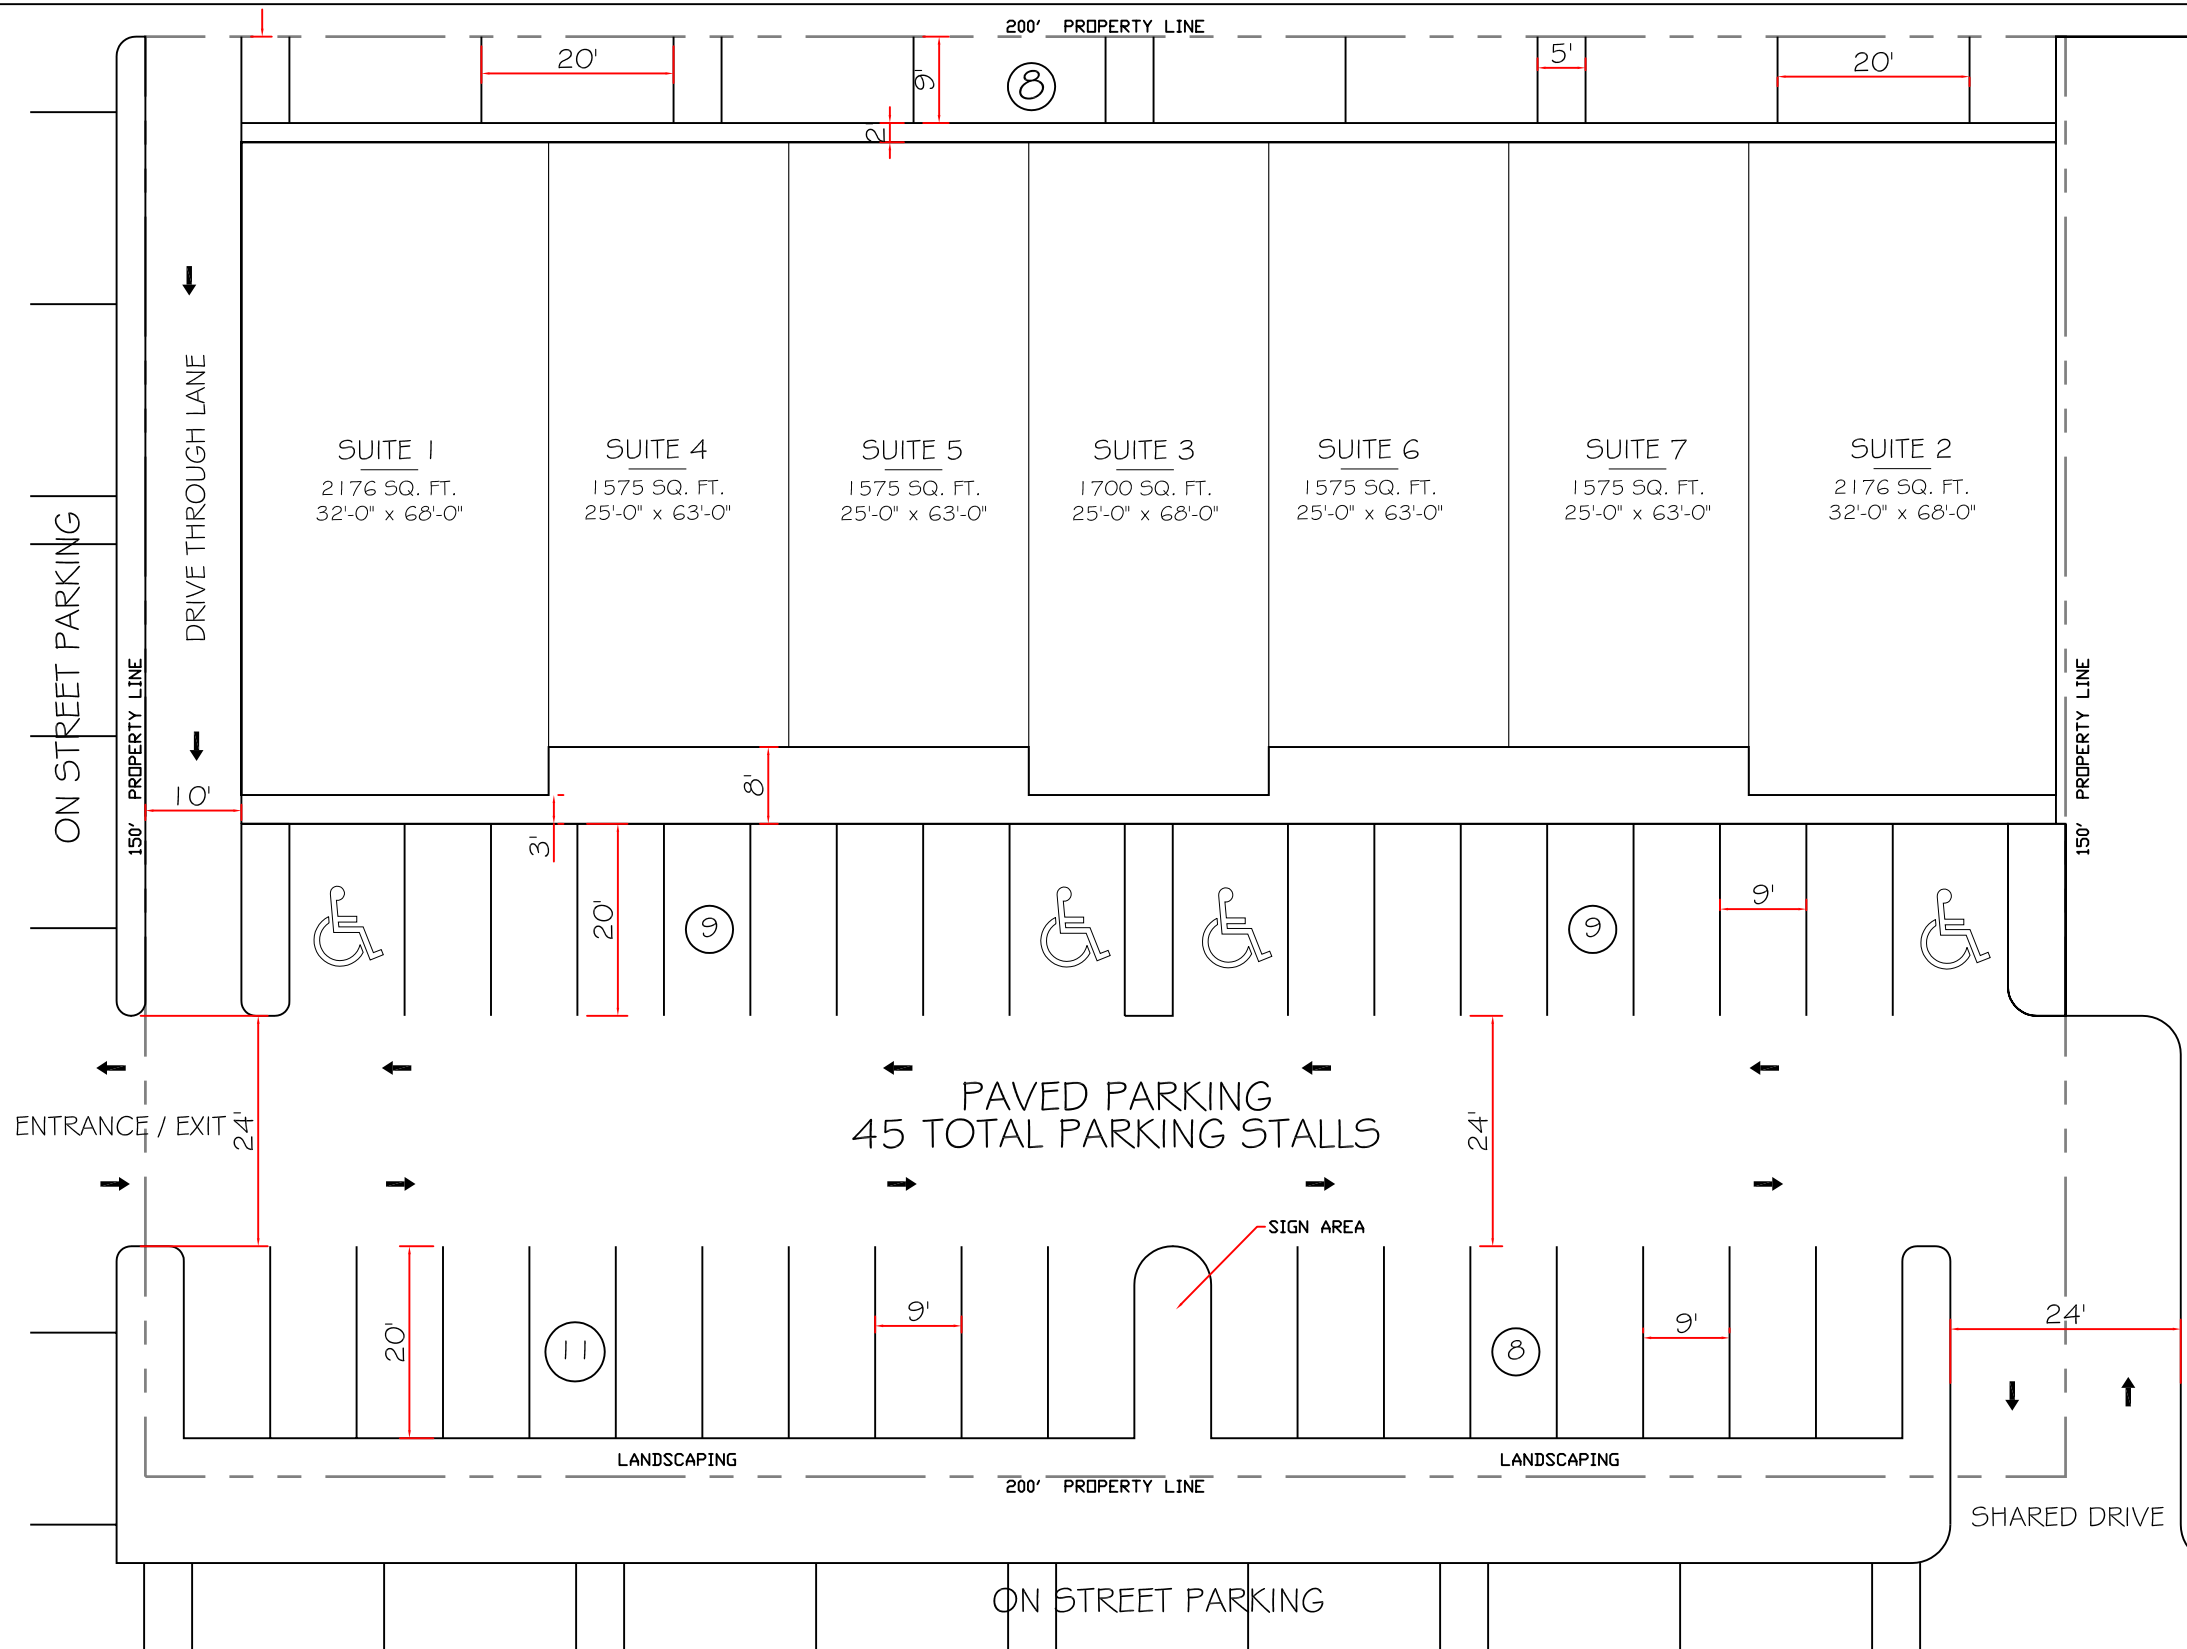 200' PROPERTY LINE
20'
9'
8
5'
20'
2'
DRIVE THROUGH LANE
ON STREET PARKING
150' PROPERTY LINE
SUITE 1
2176 SQ. FT.
32'-0" x 68'-0"
SUITE 4
1575 SQ. FT.
25'-0" x 63'-0"
SUITE 5
1575 SQ. FT.
25'-0" x 63'-0"
SUITE 3
1700 SQ. FT.
25'-0" x 68'-0"
SUITE 6
1575 SQ. FT.
25'-0" x 63'-0"
SUITE 7
1575 SQ. FT.
25'-0" x 63'-0"
SUITE 2
2176 SQ. FT.
32'-0" x 68'-0"
150' PROPERTY LINE
10'
8'
3'
20'
9
9
9'
ENTRANCE / EXIT
24'
PAVED PARKING
45 TOTAL PARKING STALLS
24'
SIGN AREA
20'
11
9'
8
9'
24'
LANDSCAPING
LANDSCAPING
200' PROPERTY LINE
SHARED DRIVE
ON STREET PARKING